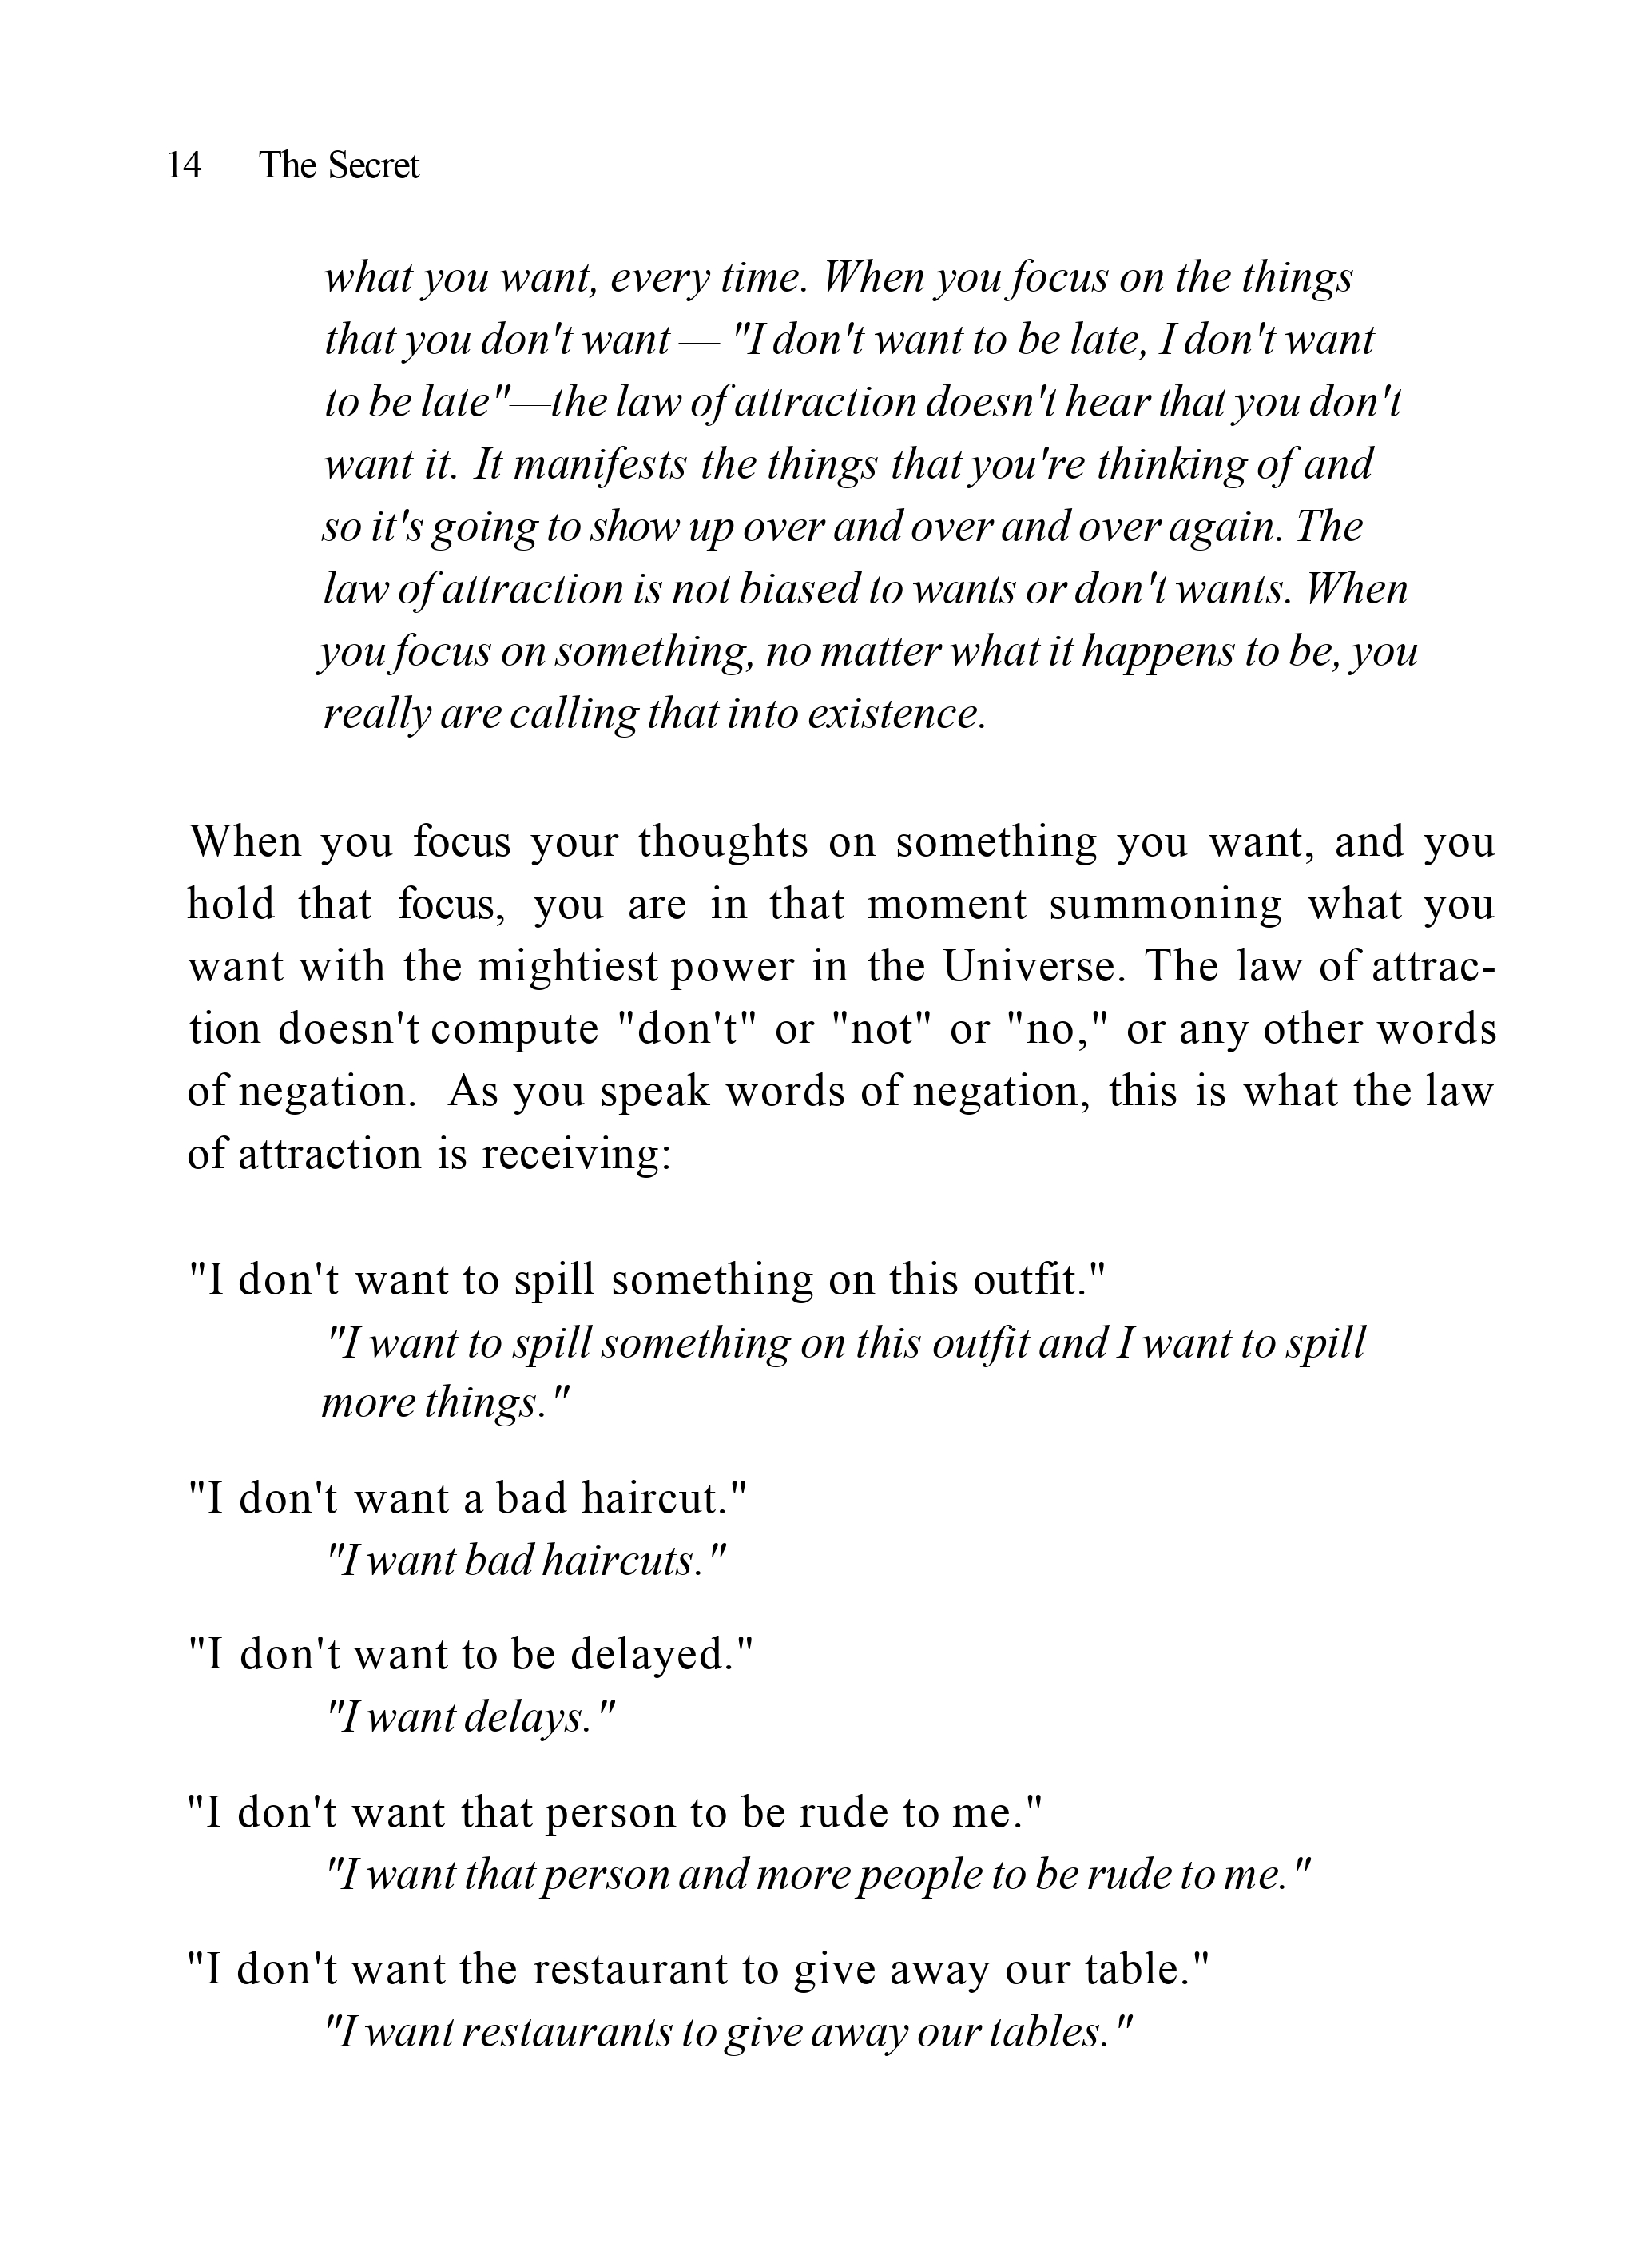 14 The Secret
what you want, every time. When you focus on the things
that you don't want — "I don't want to be late, I don't want
to be late"—the law of attraction doesn't hear that you don't
want it. It manifests the things that you're thinking of and
so it's going to show up over and over and over again. The
law of attraction is not biased to wants or don't wants. When
you focus on something, no matter what it happens to be, you
really are calling that into existence.
When you focus your thoughts on something you want, and you
hold that focus, you are in that moment summoning what you
want with the mightiest power in the Universe. The law of attrac-
tion doesn't compute "don't" or "not" or "no," or any other words
of negation. As you speak words of negation, this is what the law
of attraction is receiving:
"I don't want to spill something on this outfit."
"I want to spill something on this outfit and I want to spill
more things."
"I don't want a bad haircut."
"I want bad haircuts."
"I don't want to be delayed."
"I want delays."
"I don't want that person to be rude to me."
"I want that person and more people to be rude to me."
"I don't want the restaurant to give away our table."
"I want restaurants to give away our tables."